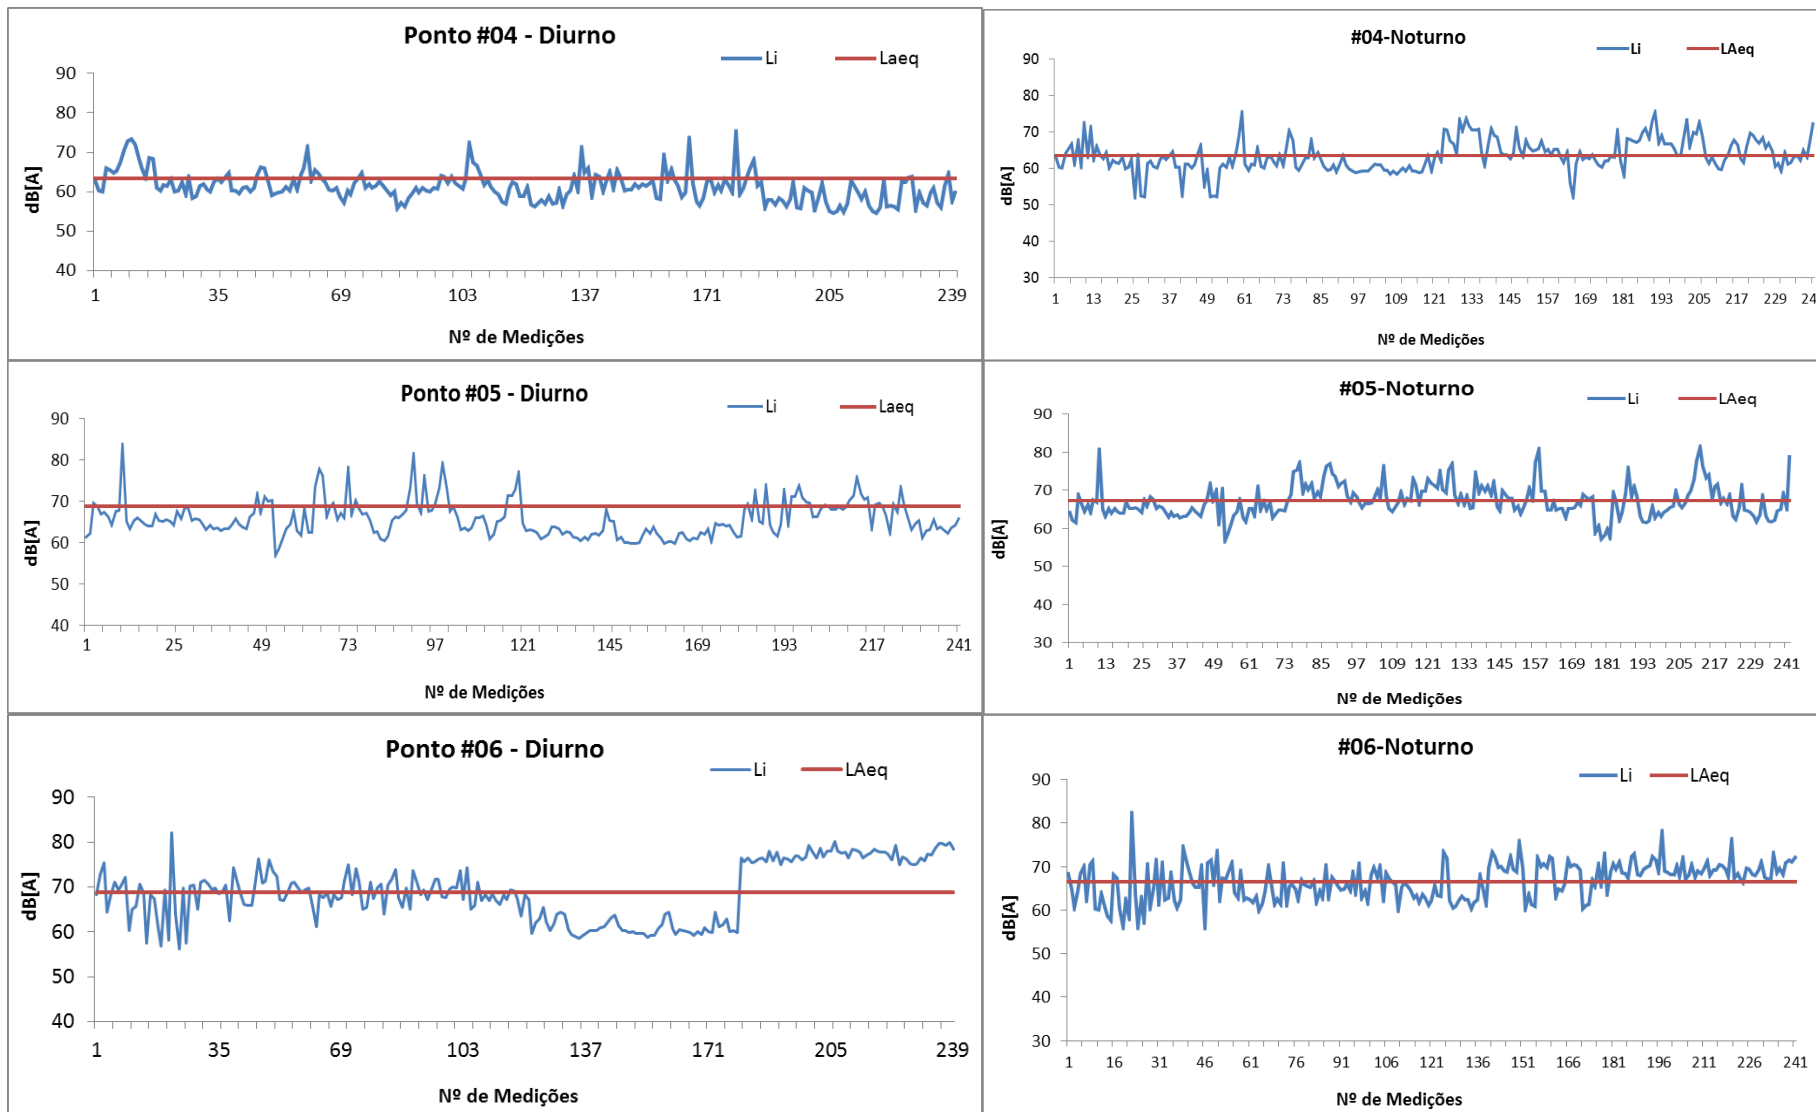 Ponto #04 - Diurno
Li Laeq
90
80
70
60
50
40
dB[A]
1 35 69 103 137 171 205 239
Nº de Medições
#04-Noturno
Li LAeq
90
80
70
60
50
40
30
dB[A]
1 13 25 37 49 61 73 85 97 109 121 133 145 157 169 181 193 205 217 229 24
Nº de Medições
Ponto #05 - Diurno
Li Laeq
90
80
70
60
50
40
dB[A]
1 25 49 73 97 121 145 169 193 217 241
Nº de Medições
#05-Noturno
Li LAeq
90
80
70
60
50
40
30
dB[A]
1 13 25 37 49 61 73 85 97 109 121 133 145 157 169 181 193 205 217 229 241
Nº de Medições
Ponto #06 - Diurno
Li LAeq
90
80
70
60
50
40
dB[A]
1 35 69 103 137 171 205 239
Nº de Medições
#06-Noturno
Li LAeq
90
80
70
60
50
40
30
dB[A]
1 16 31 46 61 76 91 106 121 136 151 166 181 196 211 226 241
Nº de Medições